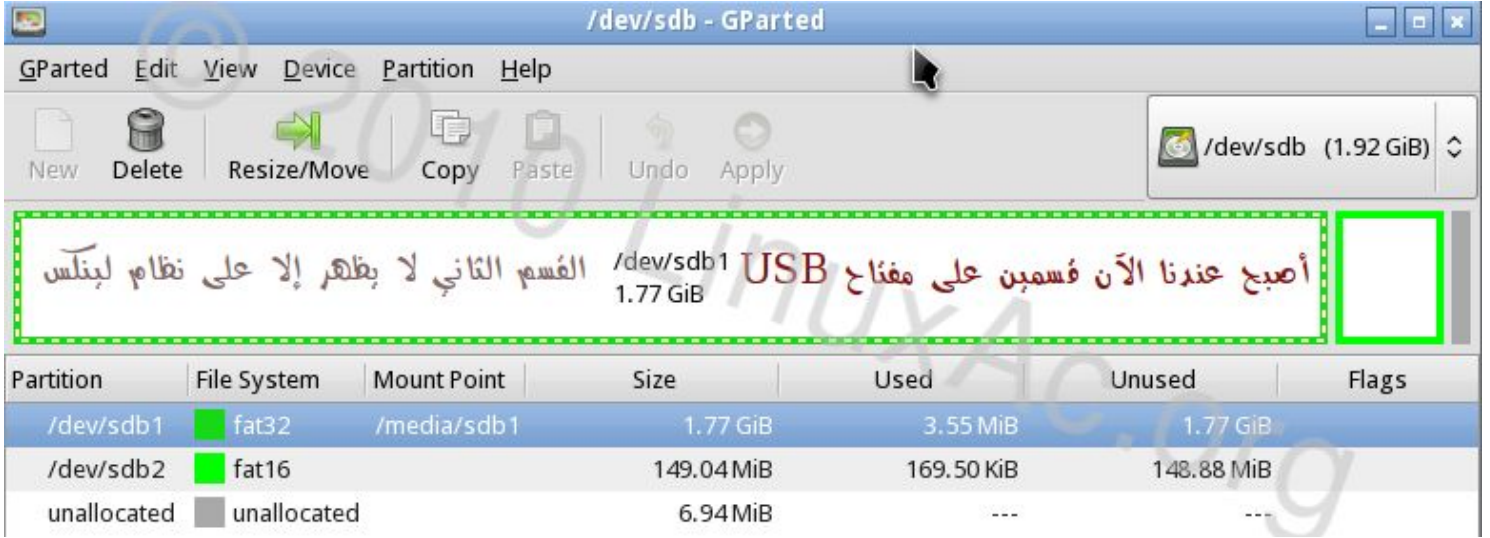 /dev/sdb - GParted
GParted Edit View Device Partition Help
New Delete Resize/Move Copy Paste Undo Apply /dev/sdb (1.92 GiB)
أصبح عندنا الآن قسمين على مفتاح USB
/dev/sdb1
1.77 GiB
القسم الثاني لا يظهر إلا على نظام لينكس
Partition File System Mount Point Size Used Unused Flags
/dev/sdb1 fat32 /media/sdb1 1.77 GiB 3.55 MiB 1.77 GiB
/dev/sdb2 fat16 149.04 MiB 169.50 KiB 148.88 MiB
unallocated unallocated 6.94 MiB --- ---
© 2010 LinuxAc.org